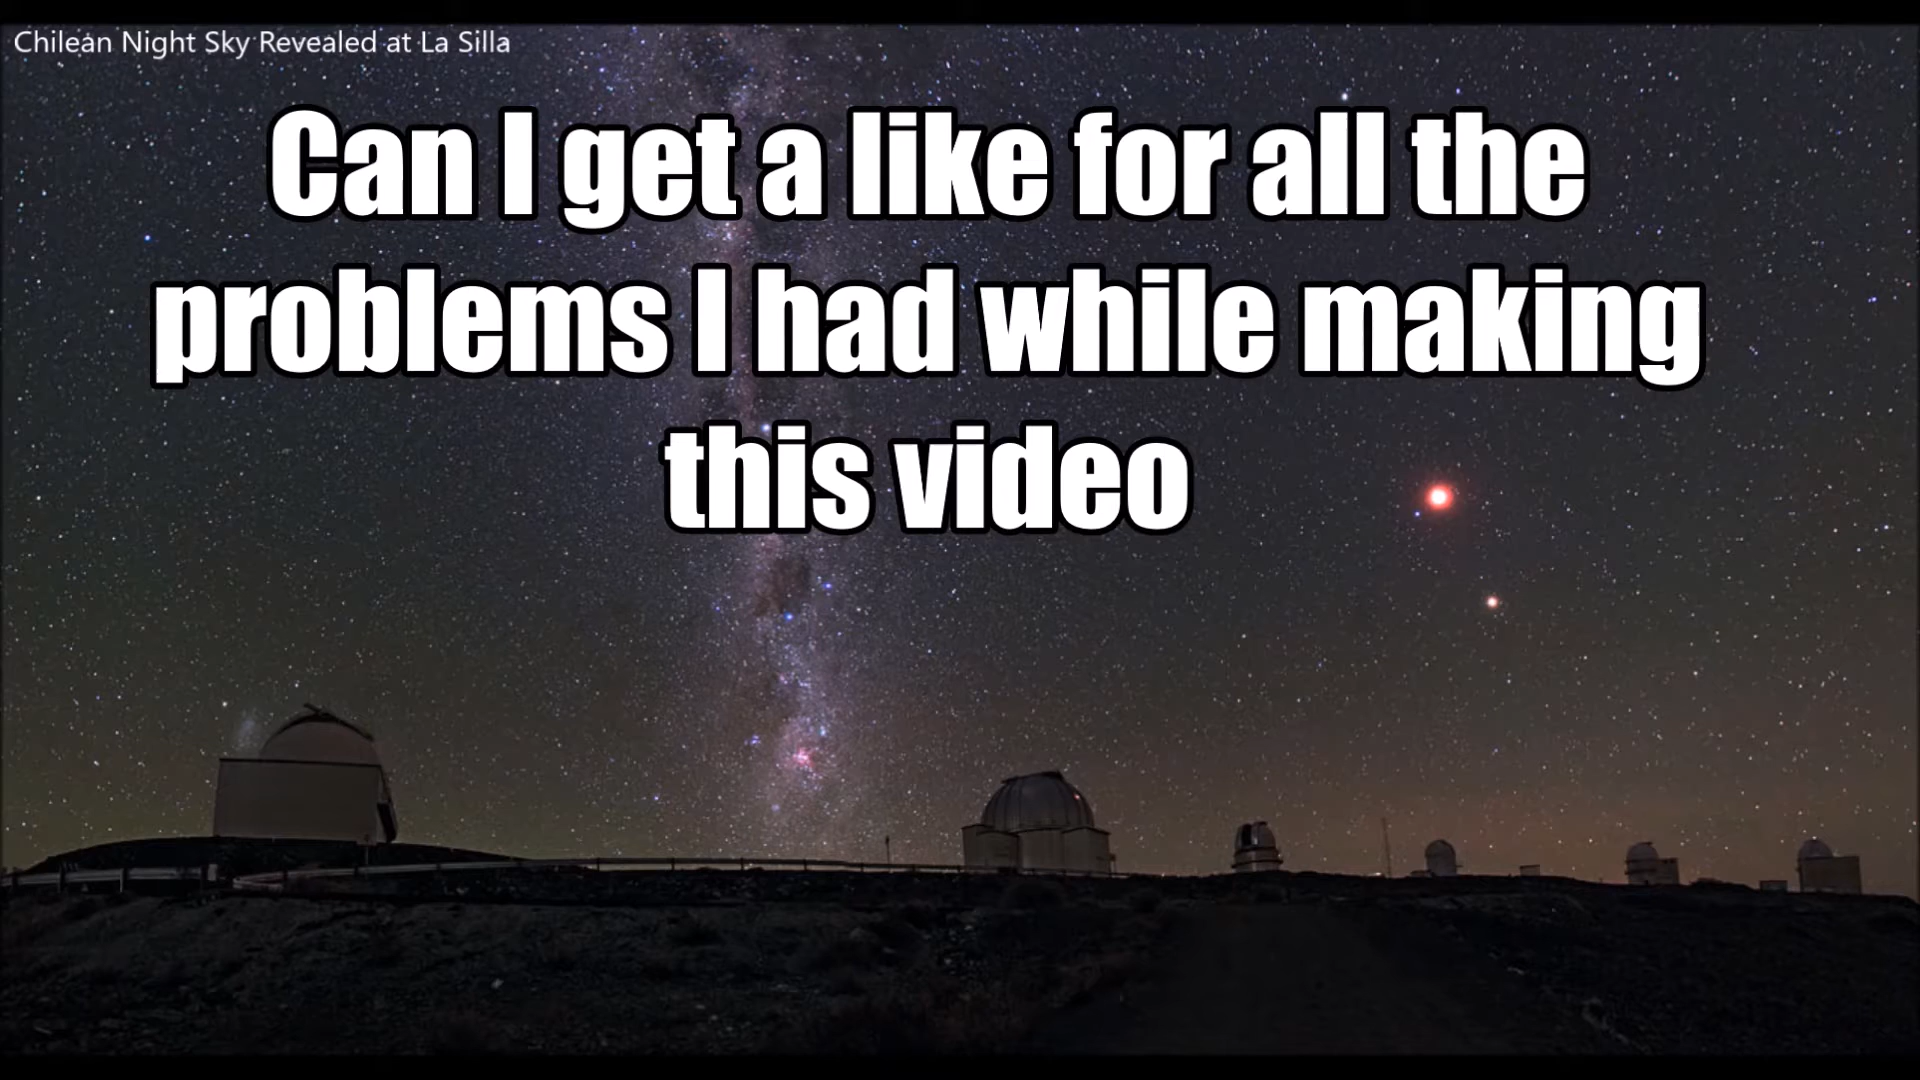 Chilean Night Sky Revealed at La Silla
Can I get a like for all the
problems I had while making
this video